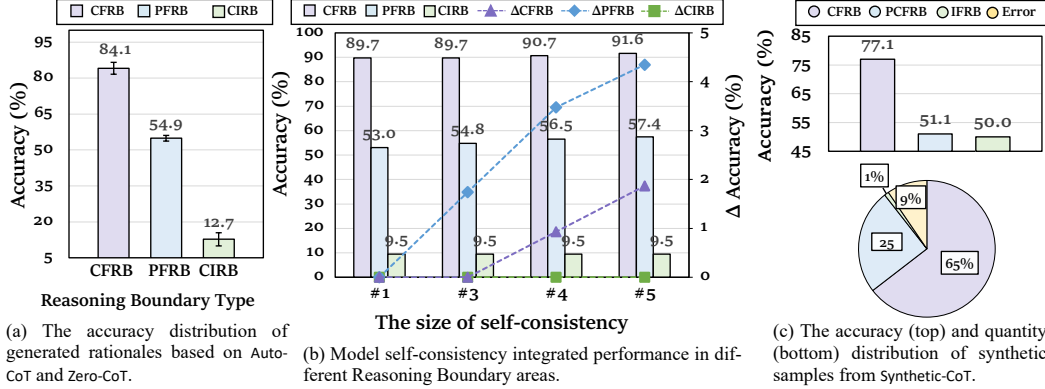 CFRB PFRB CIRB
Accuracy (%)
95
80
65
50
35
20
5
84.1
54.9
12.7
CFRB PFRB CIRB
Reasoning Boundary Type
(a) The accuracy distribution of
generated rationales based on Auto-
CoT and Zero-CoT.
CFRB PFRB CIRB ΔCFRB ΔPFRB ΔCIRB
Accuracy (%)
100
90
80
70
60
50
40
30
20
10
0
89.7 89.7 90.7 91.6
53.0 54.8 56.5 57.4
9.5 9.5 9.5 9.5
5
4
3
2
1
0
Δ Accuracy (%)
#1 #3 #4 #5
The size of self-consistency
(b) Model self-consistency integrated performance in dif-
ferent Reasoning Boundary areas.
CFRB PCFRB IFRB Error
Accuracy (%)
85
75
65
55
45
77.1
51.1
50.0
1%
9%
25
65%
(c) The accuracy (top) and quantity
(bottom) distribution of synthetic
samples from Synthetic-CoT.